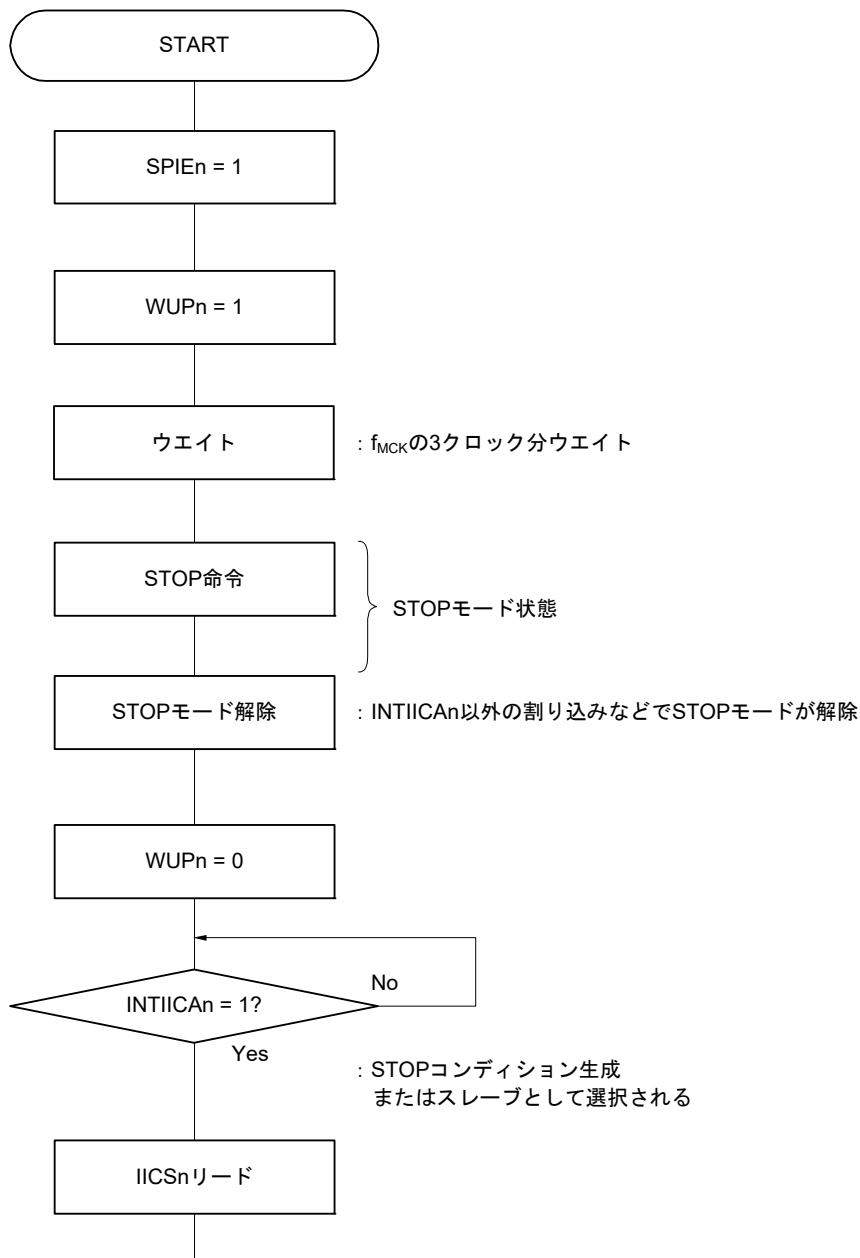 START
SPIEn = 1
WUPn = 1
ウエイト
: fMCKの3クロック分ウエイト
STOP命令
STOPモード状態
STOPモード解除
: INTIICAn以外の割り込みなどでSTOPモードが解除
WUPn = 0
No
INTIICAn = 1?
Yes
: STOPコンディション生成
またはスレーブとして選択される
IICSnリード